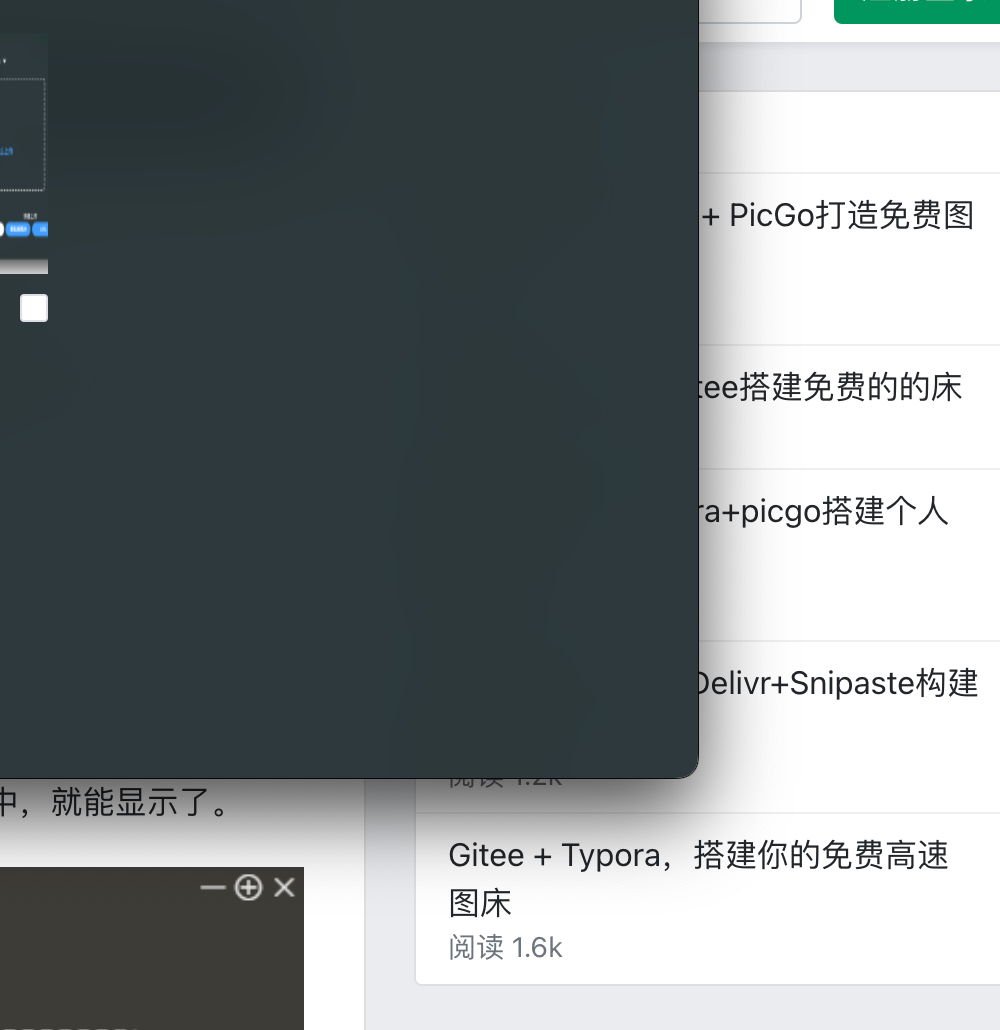 + PicGo打造免费图
tee搭建免费的的床
ra+picgo搭建个人
Delivr+Snipaste构建
阅读 1.2k
中，就能显示了。
Gitee + Typora，搭建你的免费高速
图床
阅读 1.6k